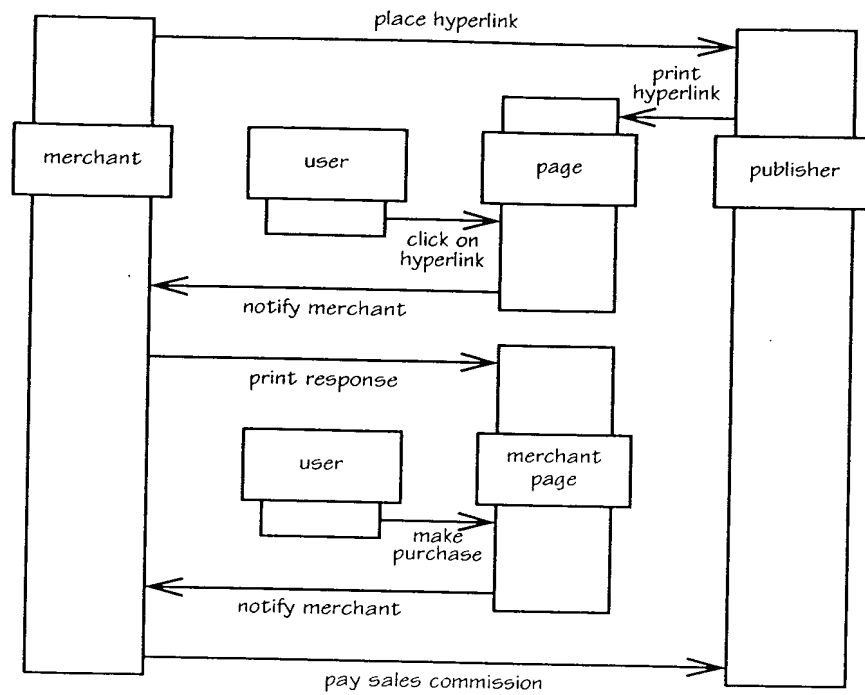 place hyperlink
print
hyperlink
merchant
user
page
publisher
click on
hyperlink
notify merchant
print response
user
merchant
page
make
purchase
notify merchant
pay sales commission